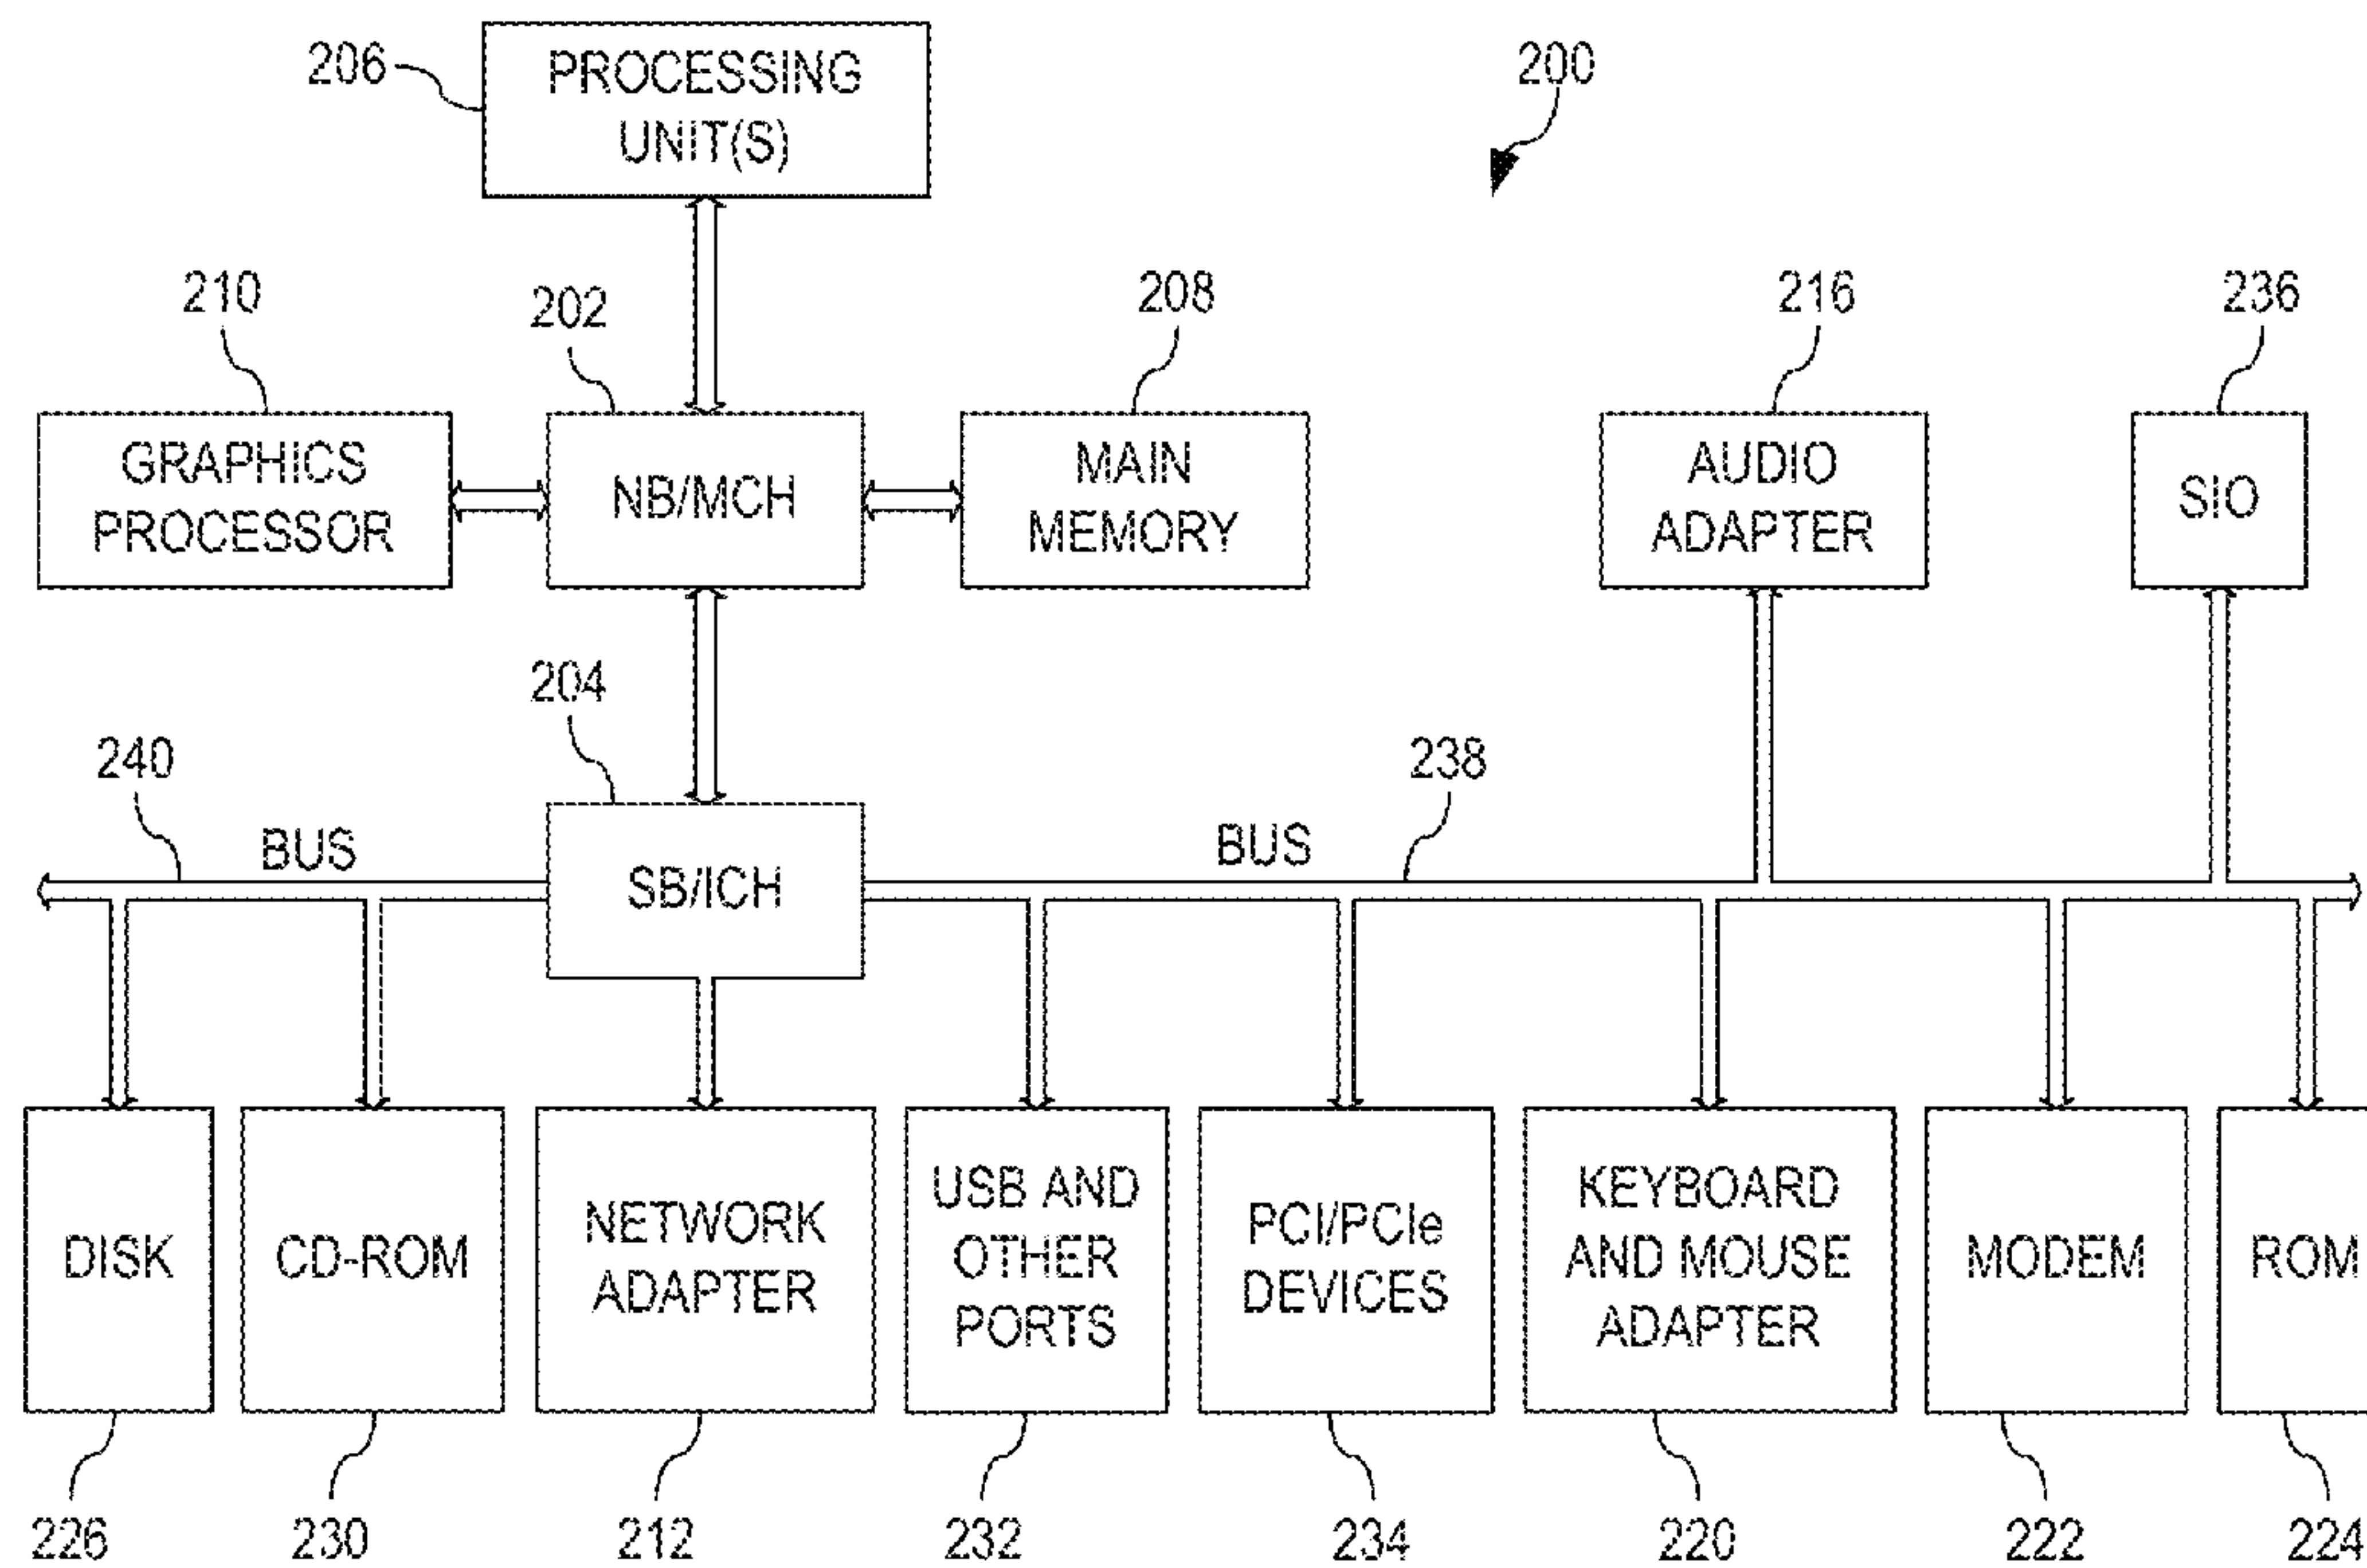 206
PROCESSING
UNIT(S)
200
210
202
208
216
236
GRAPHICS
PROCESSOR
NB/MCH
MAIN
MEMORY
AUDIO
ADAPTER
SIO
204
240
238
BUS
BUS
SB/ICH
DISK
CD-ROM
NETWORK
ADAPTER
USB AND
OTHER
PORTS
PCI/PCIe
DEVICES
KEYBOARD
AND MOUSE
ADAPTER
MODEM
ROM
226
230
212
232
234
220
222
224